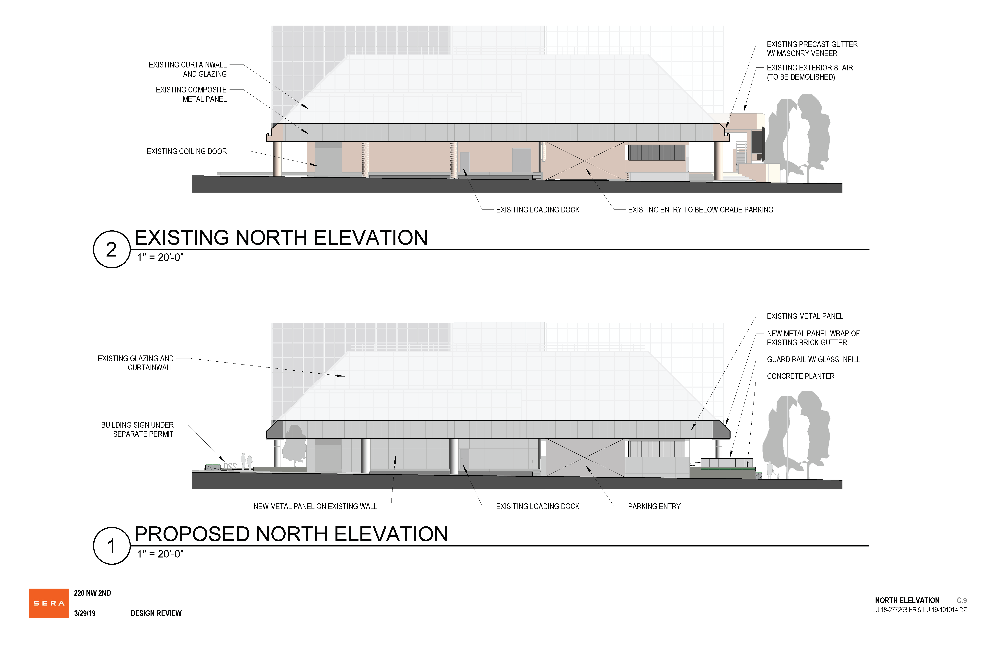 EXISTING PRECAST GUTTER
W/ MASONRY VENEER
EXISTING EXTERIOR STAIR
(TO BE DEMOLISHED)
EXISTING CURTAINWALL
AND GLAZING
EXISTING COMPOSITE
METAL PANEL
EXISTING COILING DOOR
EXISITING LOADING DOCK
EXISTING ENTRY TO BELOW GRADE PARKING
2
EXISTING NORTH ELEVATION
1" = 20'-0"
EXISTING METAL PANEL
NEW METAL PANEL WRAP OF
EXISTING BRICK GUTTER
GUARD RAIL W/ GLASS INFILL
CONCRETE PLANTER
EXISTING GLAZING AND
CURTAINWALL
BUILDING SIGN UNDER
SEPARATE PERMIT
220
NEW METAL PANEL ON EXISTING WALL
EXISITING LOADING DOCK
PARKING ENTRY
1
PROPOSED NORTH ELEVATION
1" = 20'-0"
SERA
220 NW 2ND
3/29/19
DESIGN REVIEW
NORTH ELELVATION C.9
LU 18-277253 HR & LU 19-101014 DZ